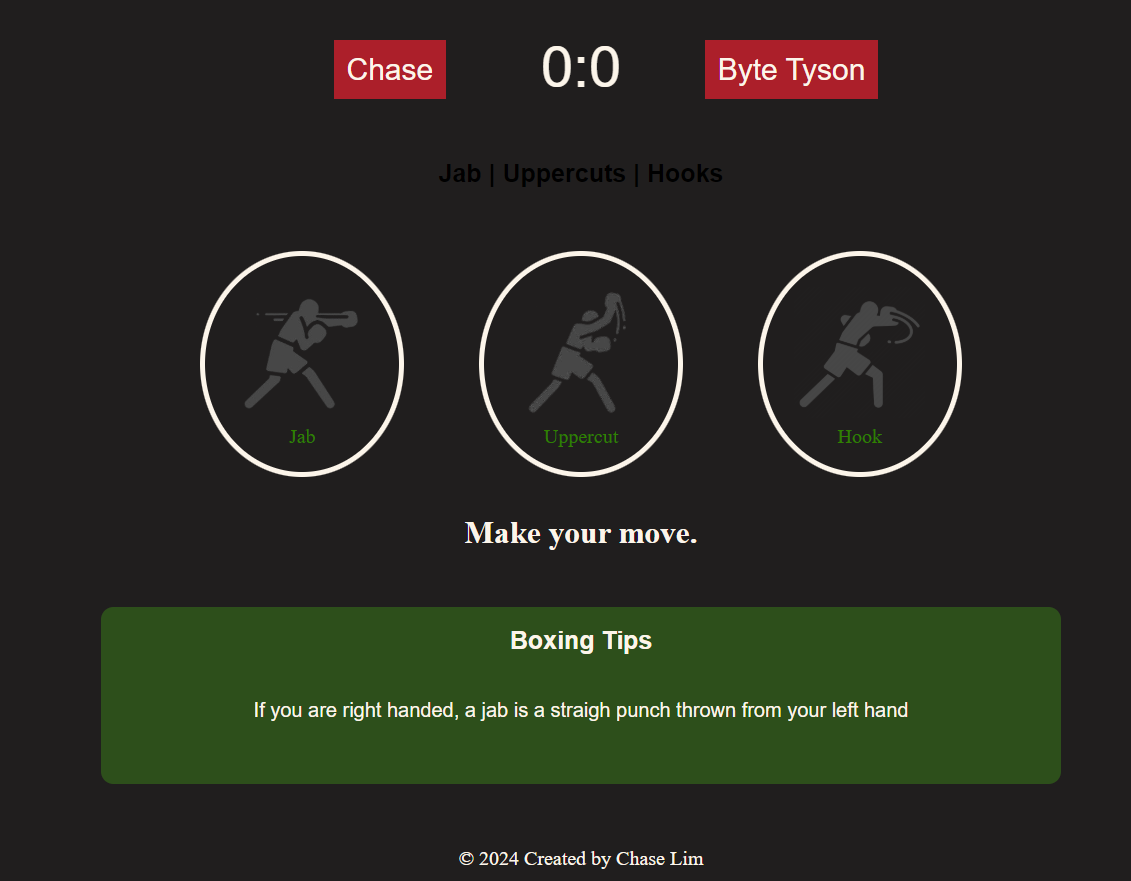 Chase 0:0 Byte Tyson
Jab | Uppercuts | Hooks
Jab Uppercut Hook
Make your move.
Boxing Tips
If you are right handed, a jab is a straigh punch thrown from your left hand
© 2024 Created by Chase Lim